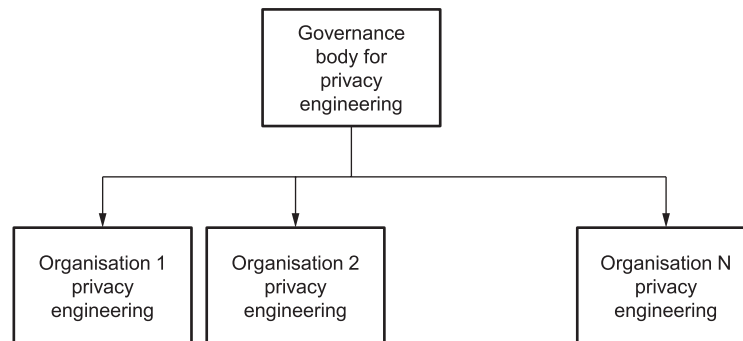 Governance
body for
privacy
engineering
Organisation 1
privacy
engineering
Organisation 2
privacy
engineering
Organisation N
privacy
engineering